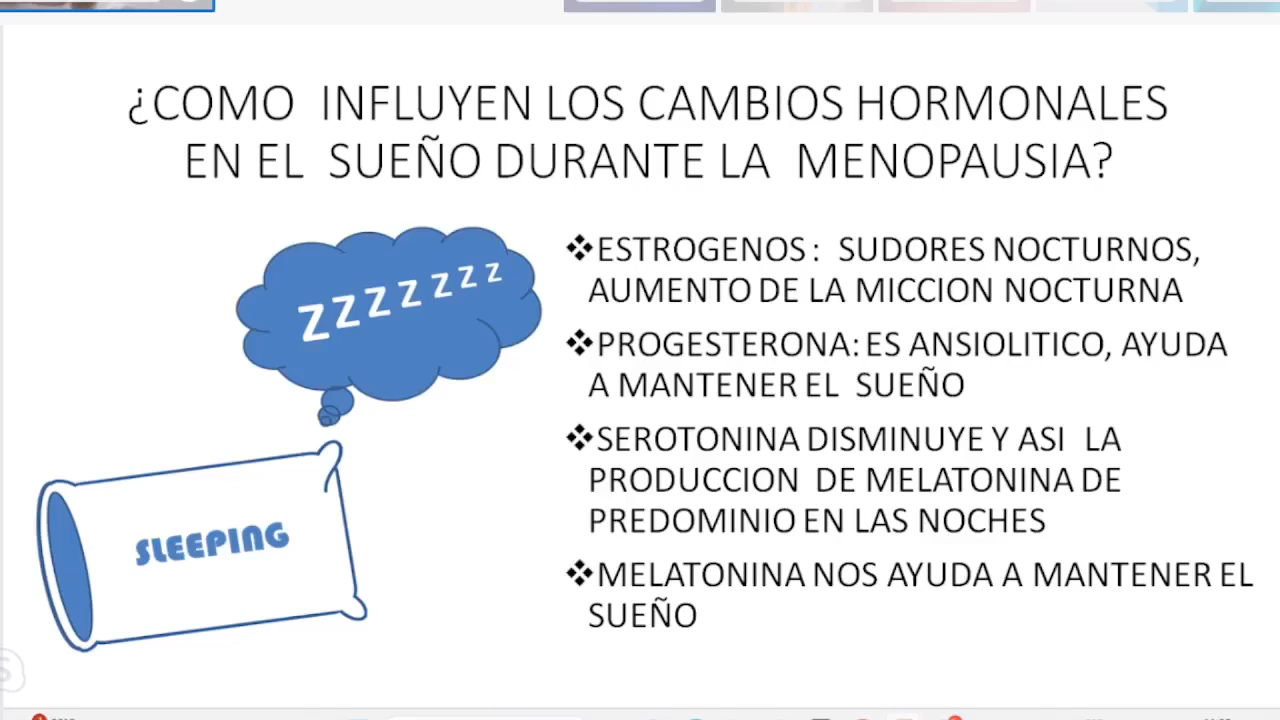 ¿COMO INFLUYEN LOS CAMBIOS HORMONALES
EN EL SUEÑO DURANTE LA MENOPAUSIA?
ZZZZZZZ
❖ESTROGENOS : SUDORES NOCTURNOS,
AUMENTO DE LA MICCION NOCTURNA
❖PROGESTERONA: ES ANSIOLITICO, AYUDA
A MANTENER EL SUEÑO
❖SEROTONINA DISMINUYE Y ASI LA
PRODUCCION DE MELATONINA DE
PREDOMINIO EN LAS NOCHES
❖MELATONINA NOS AYUDA A MANTENER EL
SUEÑO
SLEEPING
S